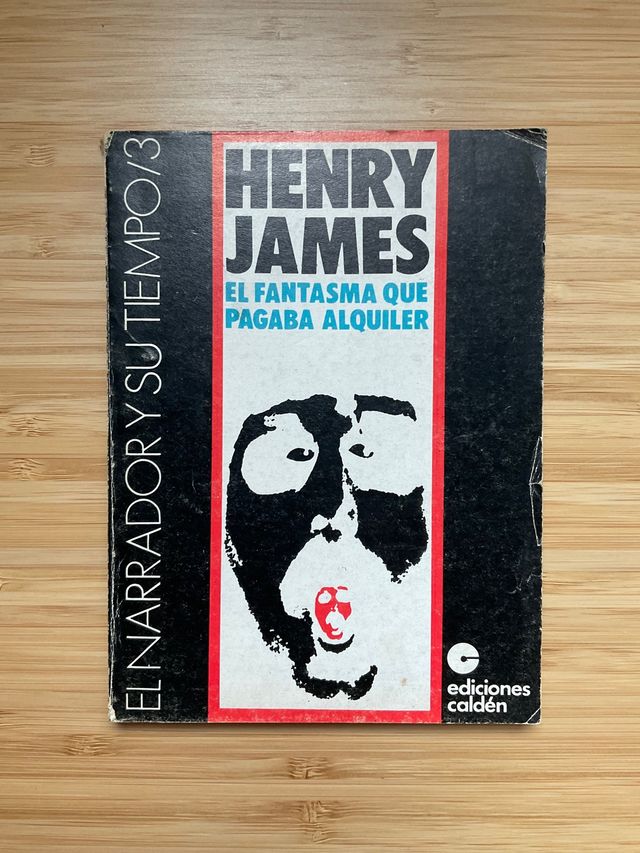 EL NARRADOR Y SU TIEMPO/3
HENRY
JAMES
EL FANTASMA QUE
PAGABA ALQUILER
ediciones
caldén